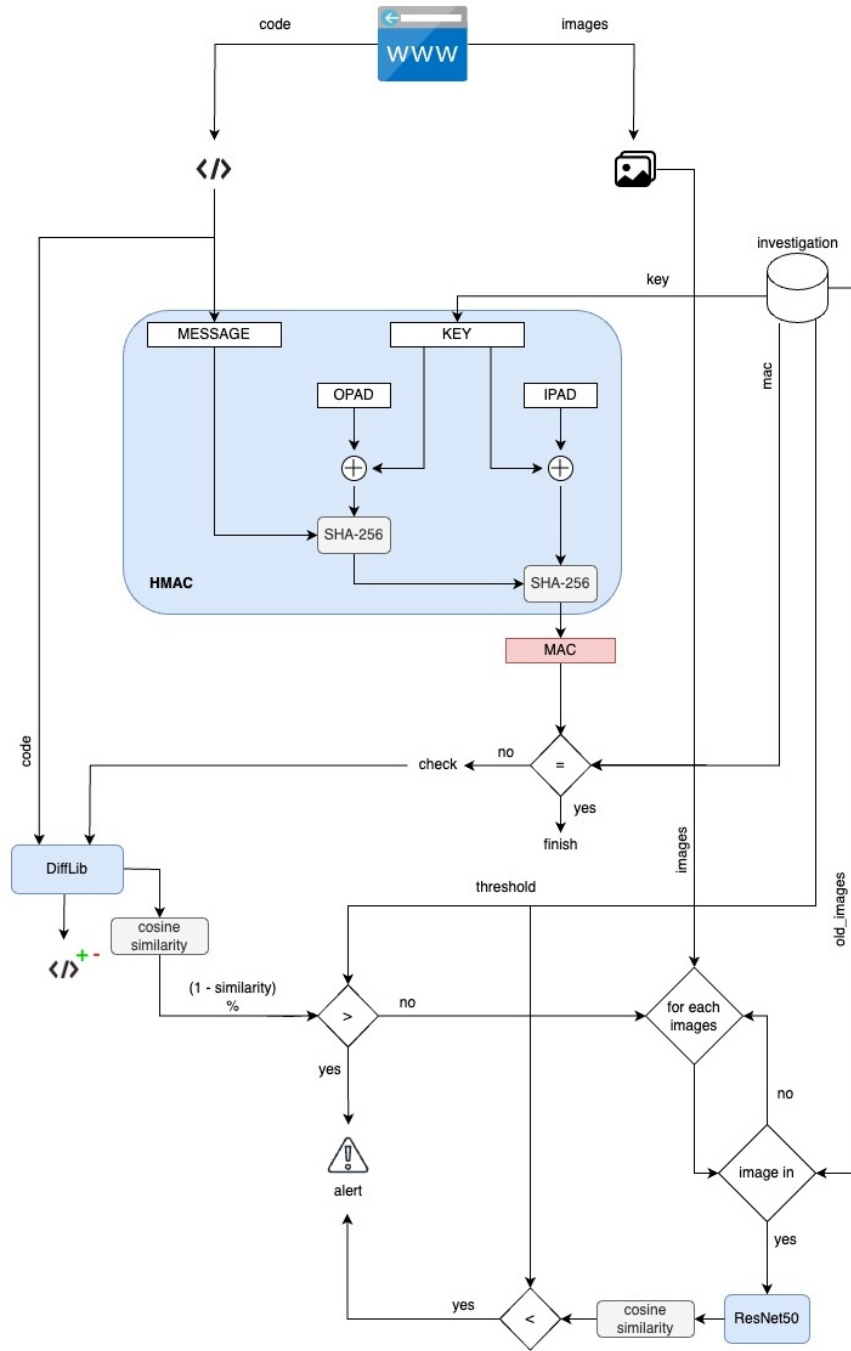 code
images
WWW
</>
investigation
key
MESSAGE
KEY
mac
OPAD
IPAD
SHA-256
HMAC
SHA-256
MAC
code
check
no
=
yes
finish
images
DiffLib
threshold
old_images
cosine
similarity
</>
+ -
(1 - similarity)
%
>
no
for each
images
yes
no
alert
image in
yes
yes
<
cosine
similarity
ResNet50